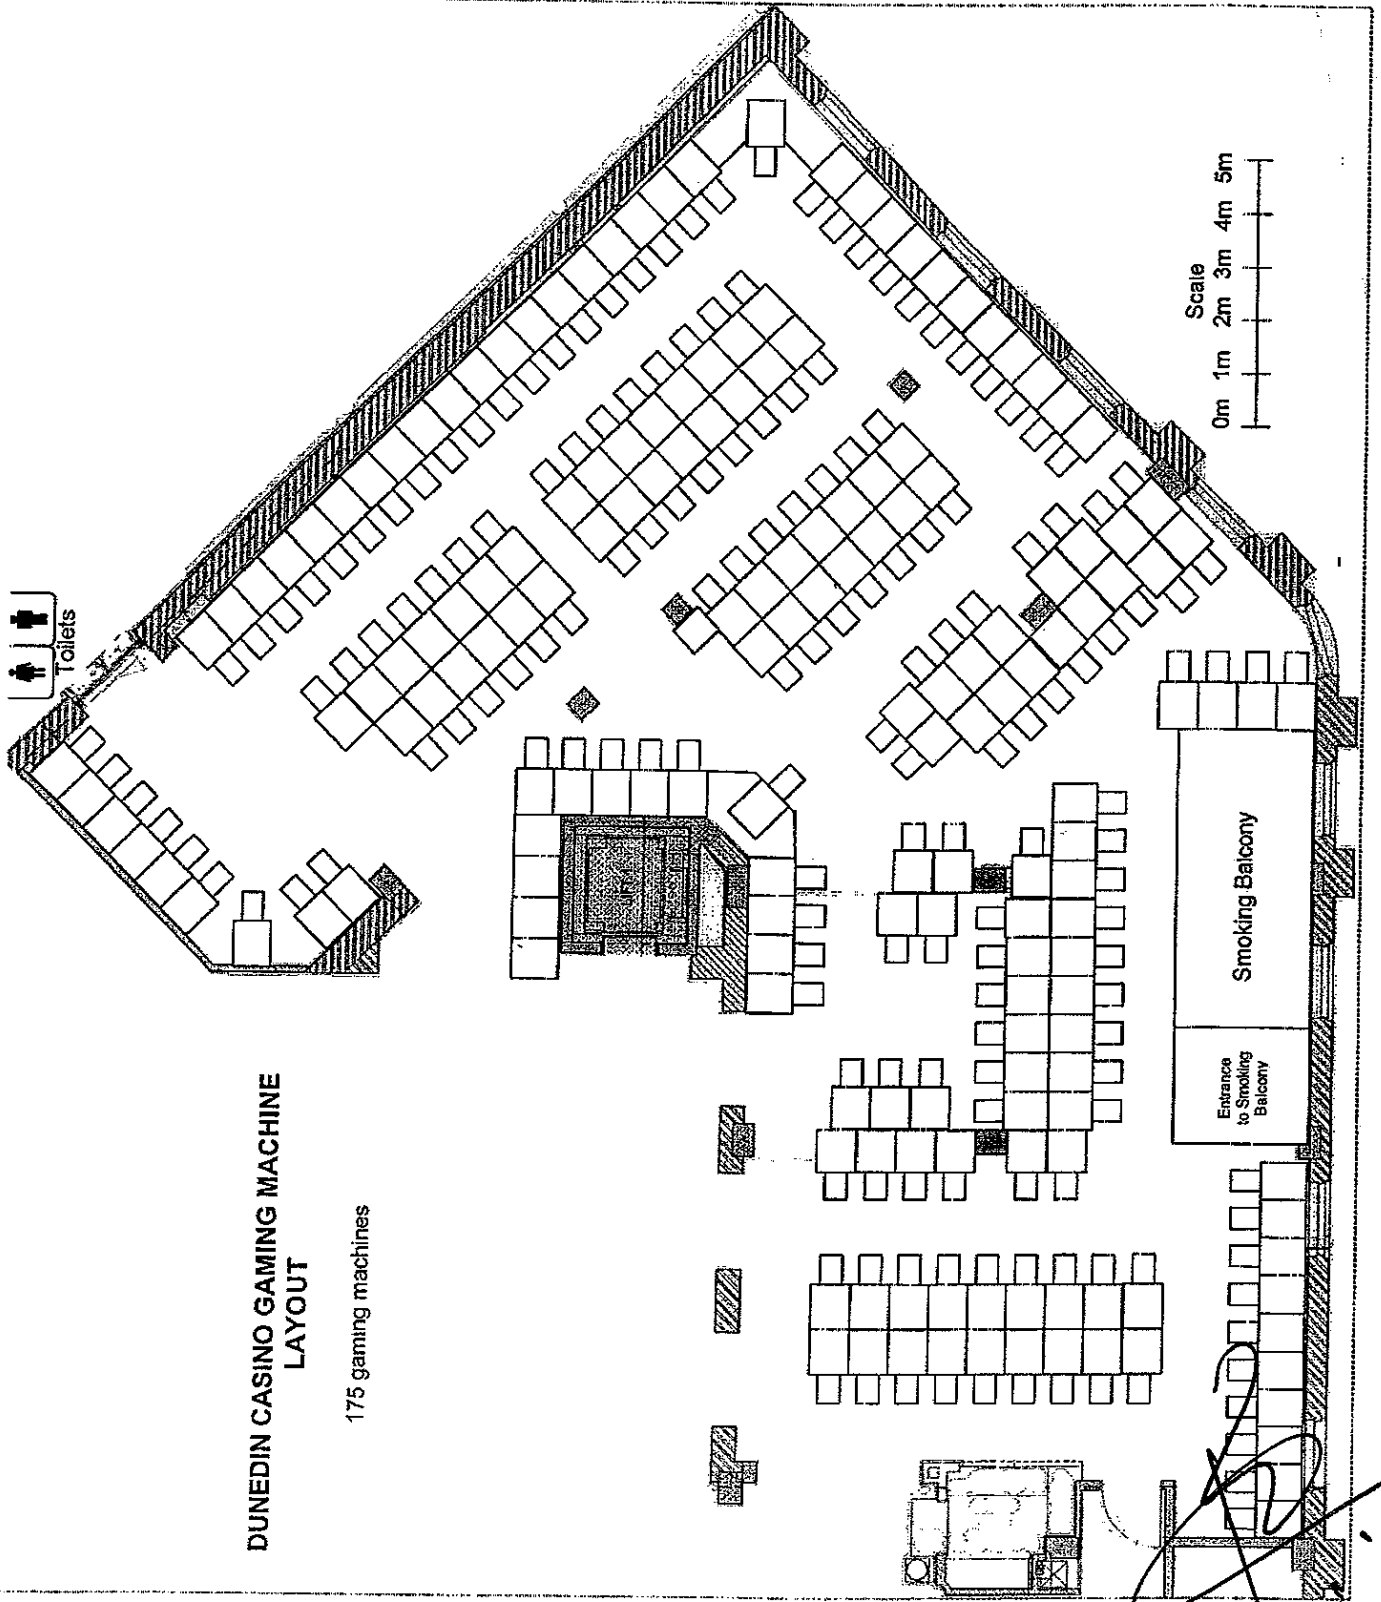 DUNEDIN CASINO GAMING MACHINE
LAYOUT
175 gaming machines
Toilets
Smoking Balcony
Entrance
to Smoking
Balcony
Scale
0m 1m 2m 3m 4m 5m